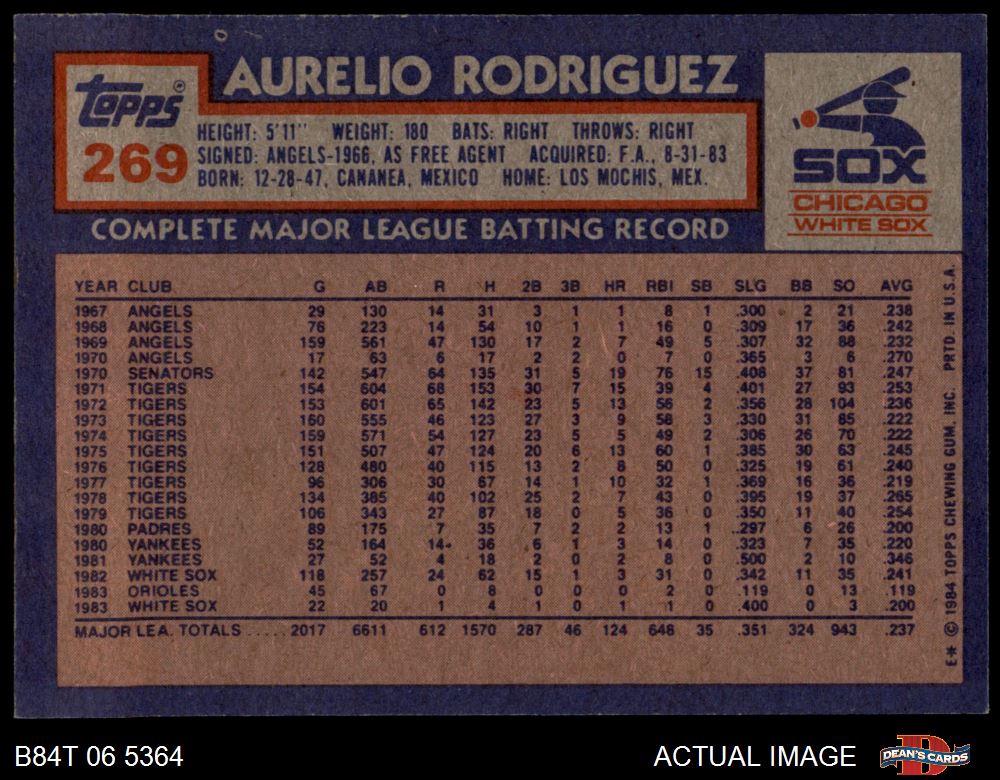 AURELIO RODRIGUEZ
Topps®
269
HEIGHT: 5'11" WEIGHT: 180 BATS: RIGHT THROWS: RIGHT
SIGNED: ANGELS-1966, AS FREE AGENT ACQUIRED: F.A., 8-31-83
BORN: 12-28-47, CANANEA, MEXICO HOME: LOS MOCHIS, MEX.
SOX
CHICAGO
WHITE SOX
COMPLETE MAJOR LEAGUE BATTING RECORD
YEAR CLUB G AB R H 2B 3B HR RBI SB SLG BB SO AVG
1967 ANGELS 29 130 14 31 3 1 1 8 1 .300 2 21 .238
1968 ANGELS 76 223 14 54 10 1 1 16 0 .309 17 36 .242
1969 ANGELS 159 561 47 130 17 2 7 49 5 .307 32 88 .232
1970 ANGELS 17 63 6 17 2 2 0 7 0 .365 3 6 .270
1970 SENATORS 142 547 64 135 31 5 19 76 15 .408 37 81 .247
1971 TIGERS 154 604 68 153 30 7 15 39 4 .401 27 93 .253
1972 TIGERS 153 601 65 142 23 5 13 56 2 .356 28 104 .236
1973 TIGERS 160 555 46 123 27 3 9 58 3 .330 31 85 .222
1974 TIGERS 159 571 54 127 23 5 5 49 2 .306 26 70 .222
1975 TIGERS 151 507 47 124 20 6 13 60 1 .385 30 63 .245
1976 TIGERS 128 480 40 115 13 2 8 50 0 .325 19 61 .240
1977 TIGERS 96 306 30 67 14 1 10 32 1 .369 16 36 .219
1978 TIGERS 134 385 40 102 25 2 7 43 0 .395 19 37 .265
1979 TIGERS 106 343 27 87 18 0 5 36 0 .350 11 40 .254
1980 PADRES 89 175 7 35 7 2 2 13 1 .297 6 26 .200
1980 YANKEES 52 164 14 36 6 1 3 14 0 .323 7 35 .220
1981 YANKEES 27 52 4 18 2 0 2 8 0 .500 2 10 .346
1982 WHITE SOX 118 257 24 62 15 1 3 31 0 .342 11 35 .241
1983 ORIOLES 45 67 0 8 0 0 0 2 0 .119 0 13 .119
1983 WHITE SOX 22 20 1 4 1 0 1 1 0 .400 0 3 .200
MAJOR LEA. TOTALS ..... 2017 6611 612 1570 287 46 124 648 35 .351 324 943 .237
E* © 1984 TOPPS CHEWING GUM, INC. PRTD. IN U.S.A.
B84T 06 5364
ACTUAL IMAGE
DEAN'S CARDS